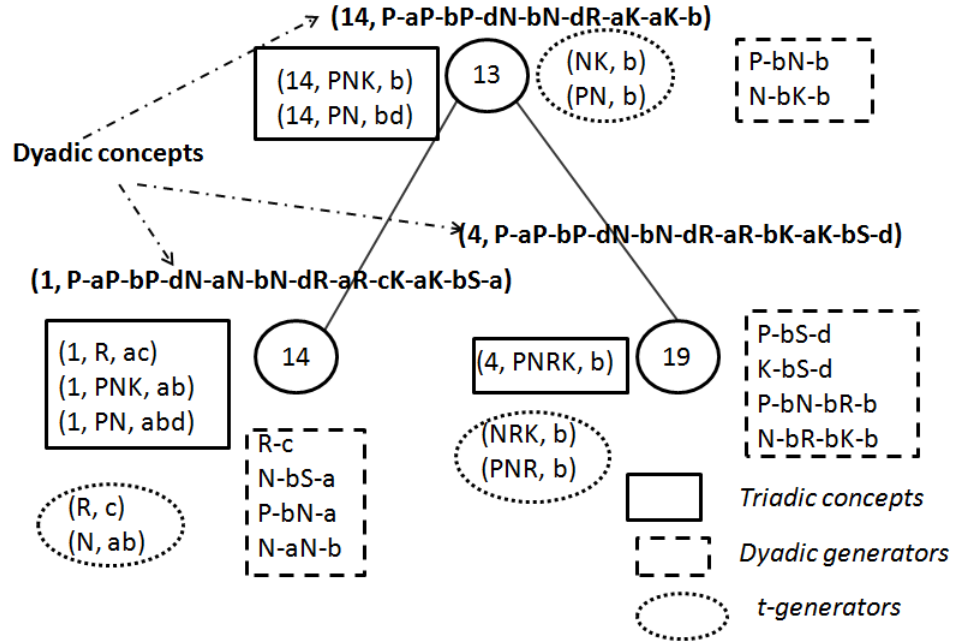 (14, P-aP-bP-dN-bN-dR-aK-aK-b)
(14, PNK, b)
(14, PN, bd)
13
(NK, b)
(PN, b)
P-bN-b
N-bK-b
Dyadic concepts
(4, P-aP-bP-dN-bN-dR-aR-bK-aK-bS-d)
(1, P-aP-bP-dN-aN-bN-dR-aR-cK-aK-bS-a)
(1, R, ac)
(1, PNK, ab)
(1, PN, abd)
14
(4, PNRK, b)
19
P-bS-d
K-bS-d
P-bN-bR-b
N-bR-bK-b
(R, c)
(N, ab)
R-c
N-bS-a
P-bN-a
N-aN-b
(NRK, b)
(PNR, b)
Triadic concepts
Dyadic generators
t-generators